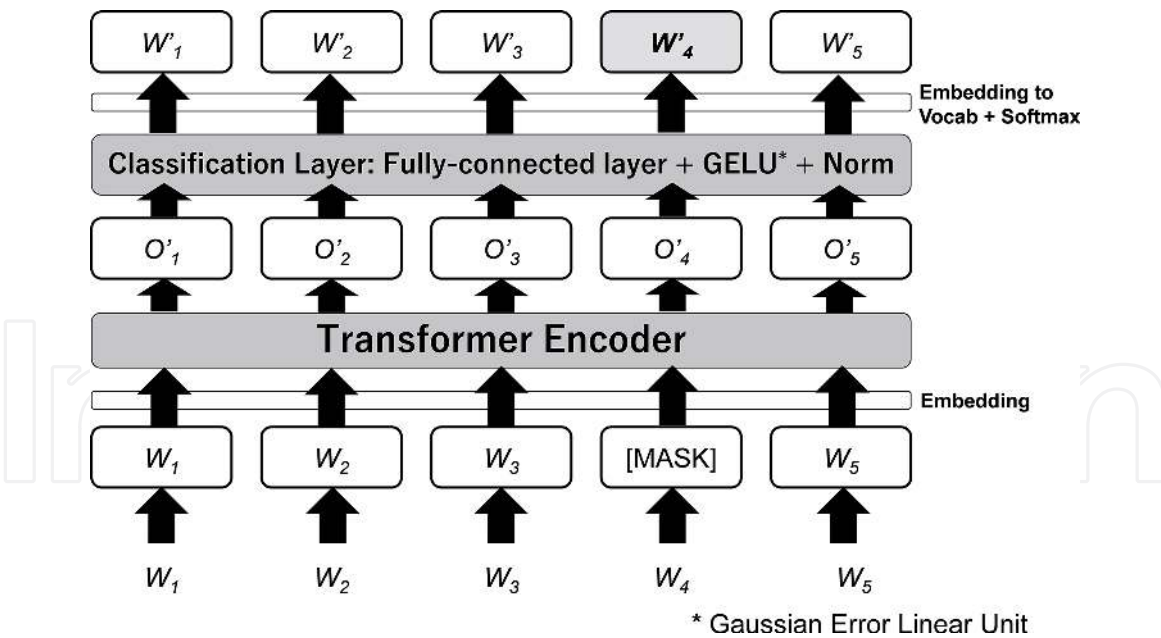 W'1 W'2 W'3 W'4 W'5
Embedding to
Vocab + Softmax
Classification Layer: Fully-connected layer + GELU* + Norm
O'1 O'2 O'3 O'4 O'5
Transformer Encoder
Embedding
W1 W2 W3 [MASK] W5
W1 W2 W3 W4 W5
* Gaussian Error Linear Unit